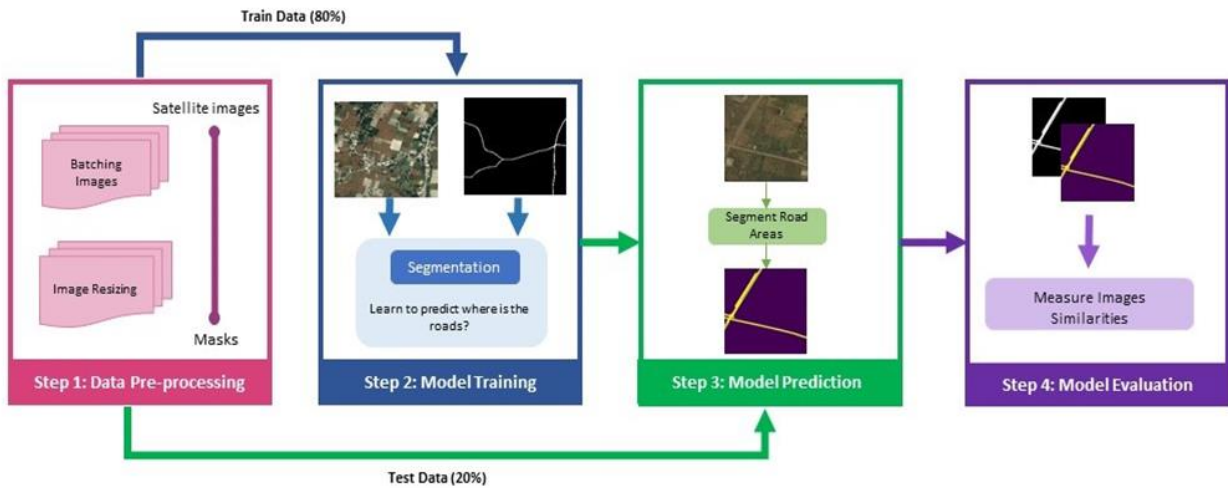 Train Data (80%)
Satellite images
Batching
Images
Image Resizing
Masks
Step 1: Data Pre-processing
Segmentation
Learn to predict where is the
roads?
Step 2: Model Training
Segment Road
Areas
Step 3: Model Prediction
Measure Images
Similarities
Step 4: Model Evaluation
Test Data (20%)